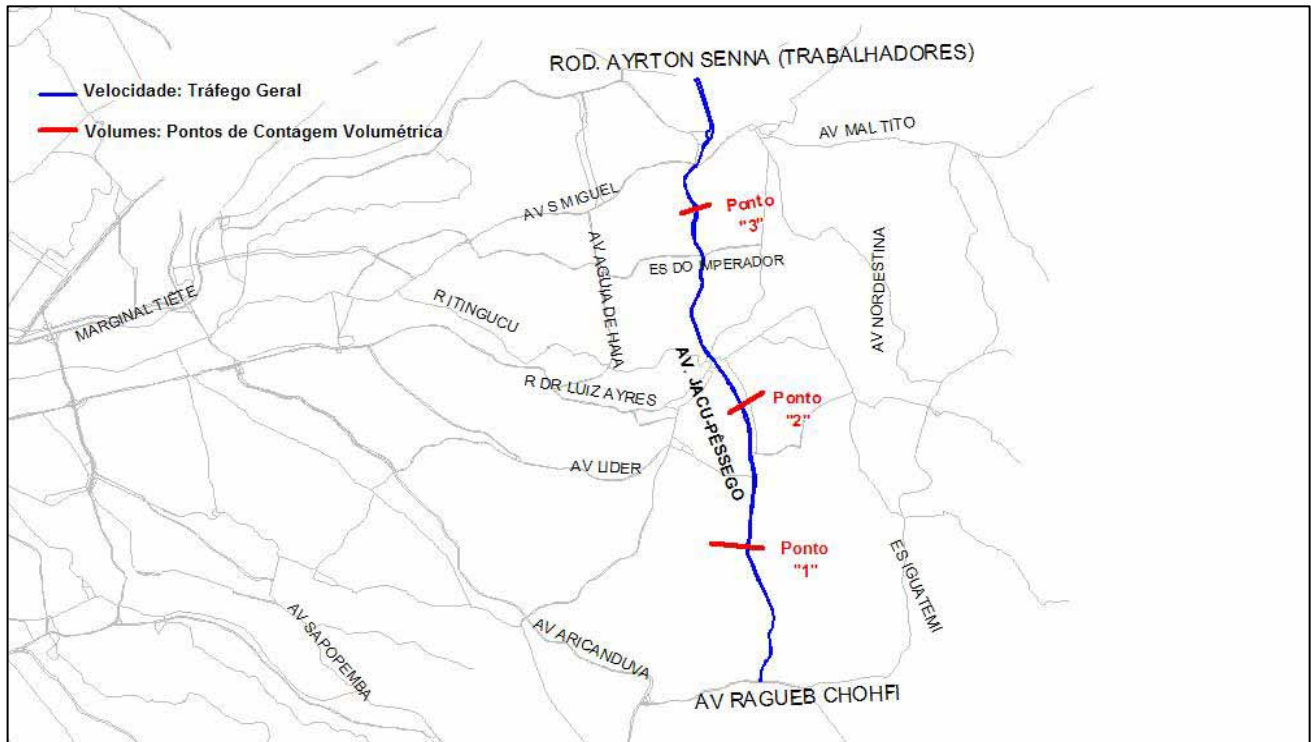 ROD. AYRTON SENNA (TRABALHADORES)
Velocidade: Tráfego Geral
Volumes: Pontos de Contagem Volumétrica
AV MAL TITO
AV S MIGUEL
Ponto
"3"
AV AGUIA DE HAIA
ES DO IMPERADOR
AV NORDESTINA
MARGINAL TIÊTE
R ITINGUCU
AV. JACU-PÊSSEGO
R DR LUIZ AYRES
Ponto
"2"
AV LIDER
Ponto
"1"
ES IGUATEMI
AV SAPOPEMBA
AV ARICANDUVA
AV RAGUEB CHOHFI